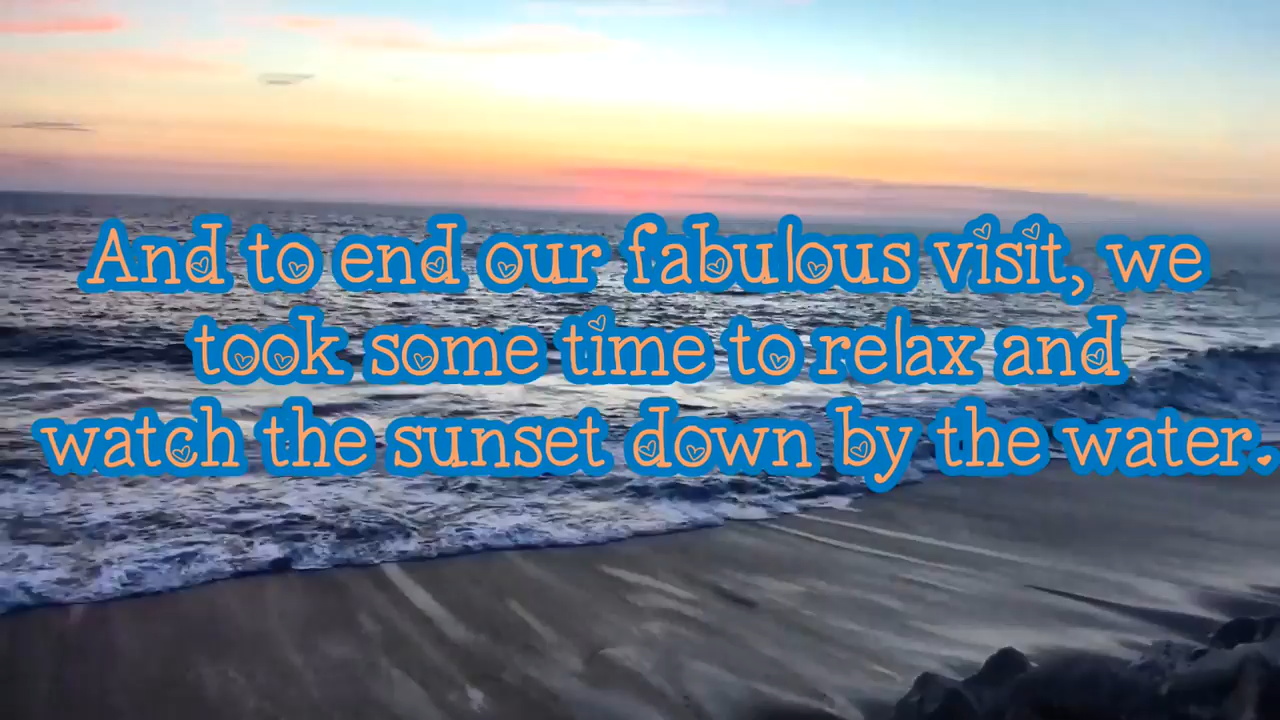 And to end our fabulous visit, we
took some time to relax and
watch the sunset down by the water.